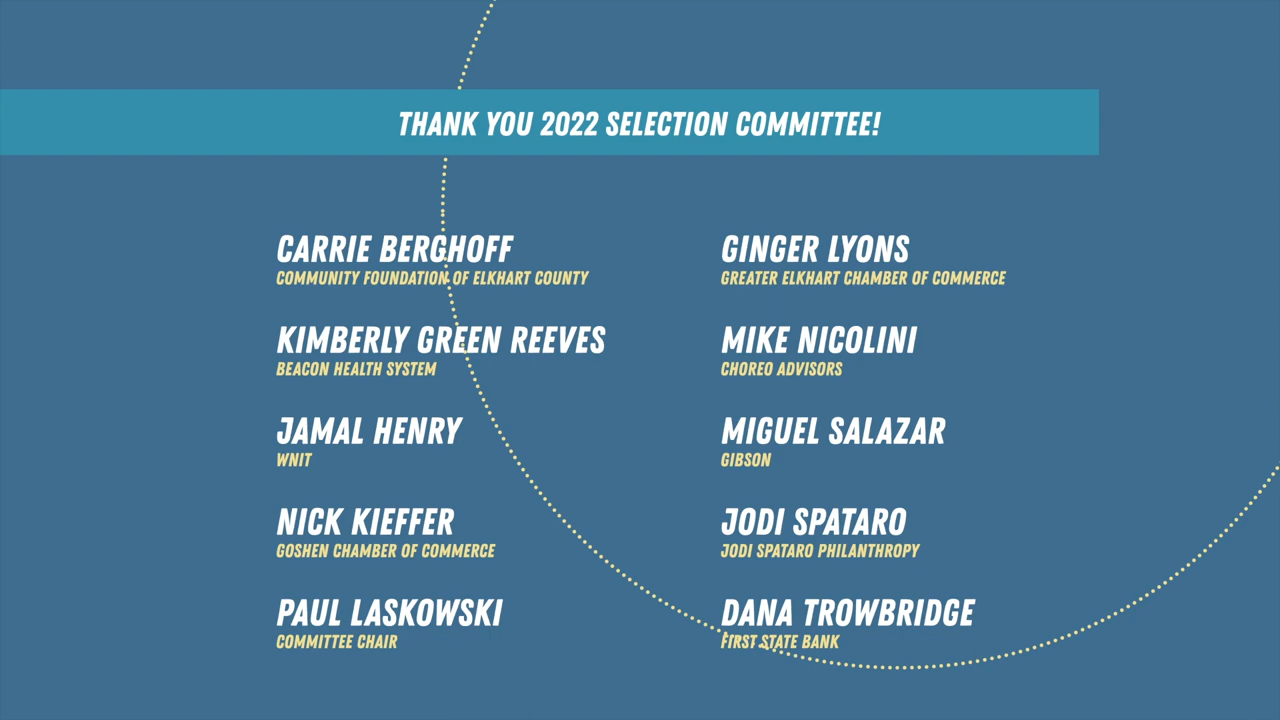 THANK YOU 2022 SELECTION COMMITTEE!
CARRIE BERGHOFF
COMMUNITY FOUNDATION OF ELKHART COUNTY
KIMBERLY GREEN REEVES
BEACON HEALTH SYSTEM
JAMAL HENRY
WNIT
NICK KIEFFER
GOSHEN CHAMBER OF COMMERCE
PAUL LASKOWSKI
COMMITTEE CHAIR
GINGER LYONS
GREATER ELKHART CHAMBER OF COMMERCE
MIKE NICOLINI
CHOREO ADVISORS
MIGUEL SALAZAR
GIBSON
JODI SPATARO
JODI SPATARO PHILANTHROPY
DANA TROWBRIDGE
FIRST STATE BANK